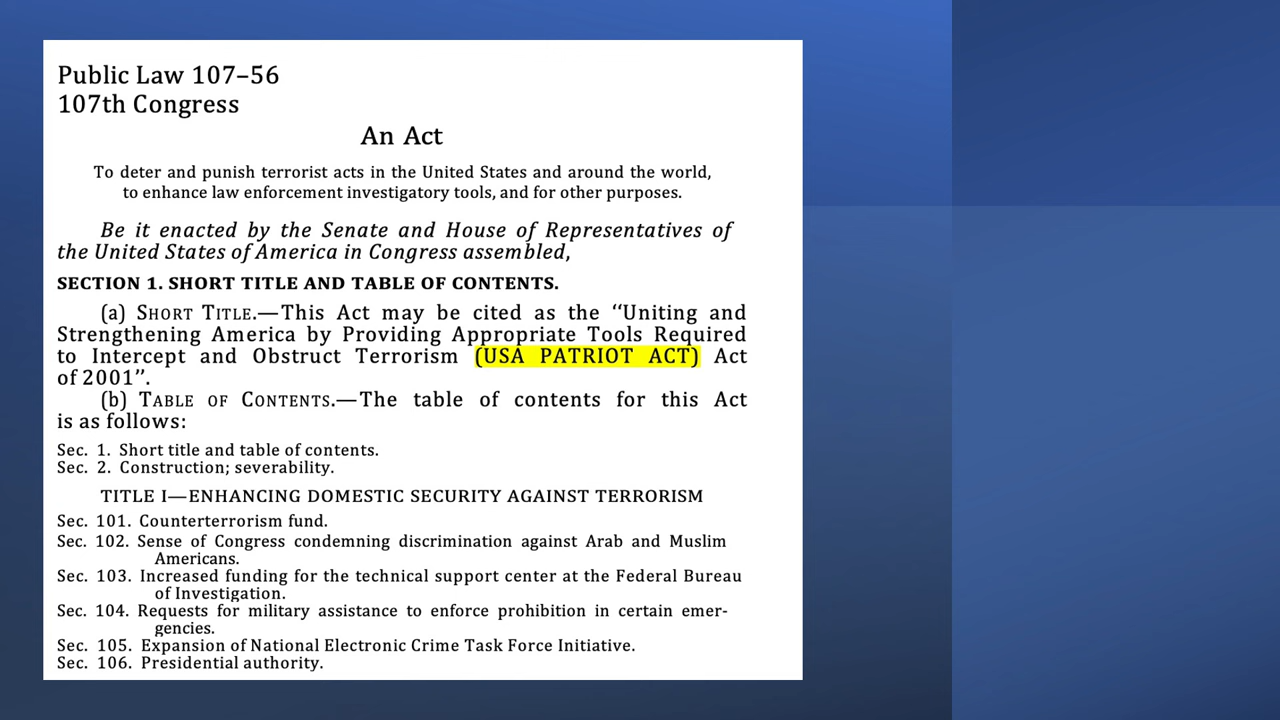 Public Law 107–56
107th Congress
An Act
To deter and punish terrorist acts in the United States and around the world,
to enhance law enforcement investigatory tools, and for other purposes.
Be it enacted by the Senate and House of Representatives of
the United States of America in Congress assembled,
SECTION 1. SHORT TITLE AND TABLE OF CONTENTS.
(a) SHORT TITLE.—This Act may be cited as the ‘‘Uniting and
Strengthening America by Providing Appropriate Tools Required
to Intercept and Obstruct Terrorism (USA PATRIOT ACT) Act
of 2001’’.
(b) TABLE OF CONTENTS.—The table of contents for this Act
is as follows:
Sec. 1. Short title and table of contents.
Sec. 2. Construction; severability.
TITLE I—ENHANCING DOMESTIC SECURITY AGAINST TERRORISM
Sec. 101. Counterterrorism fund.
Sec. 102. Sense of Congress condemning discrimination against Arab and Muslim
Americans.
Sec. 103. Increased funding for the technical support center at the Federal Bureau
of Investigation.
Sec. 104. Requests for military assistance to enforce prohibition in certain emer-
gencies.
Sec. 105. Expansion of National Electronic Crime Task Force Initiative.
Sec. 106. Presidential authority.